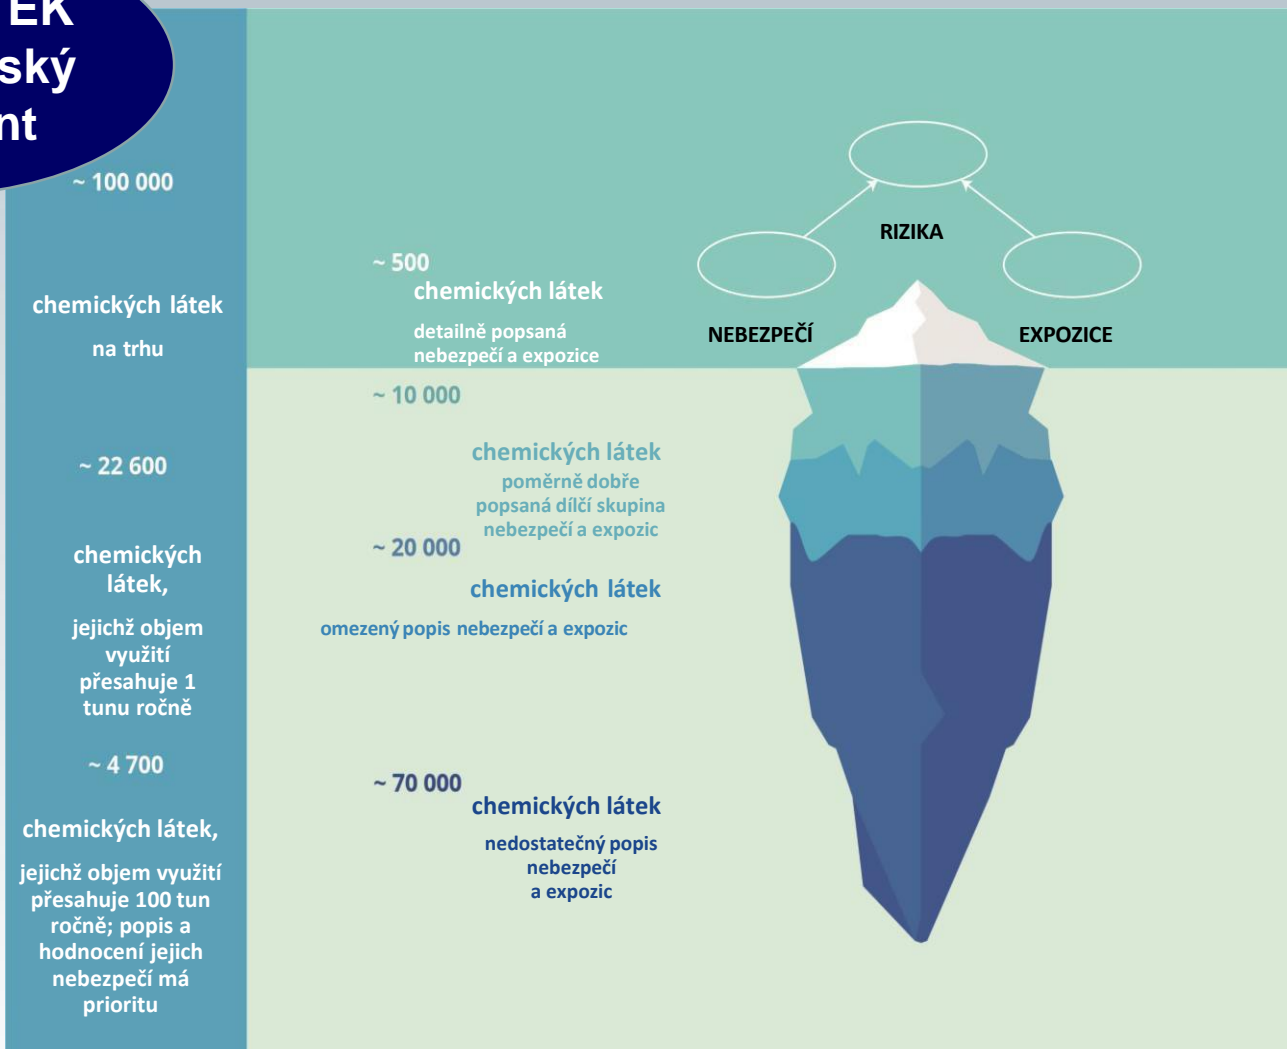 EK
ský
nt
~ 100 000
chemických látek
na trhu
~ 22 600
chemických
látek,
jejichž objem
využití
přesahuje 1
tunu ročně
~ 4 700
chemických látek,
jejichž objem využití
přesahuje 100 tun
ročně; popis a
hodnocení jejich
nebezpečí má
prioritu
~ 500
chemických látek
detailně popsaná
nebezpečí a expozice
~ 10 000
chemických látek
poměrně dobře
popsaná dílčí skupina
nebezpečí a expozic
~ 20 000
chemických látek
omezený popis nebezpečí a expozic
~ 70 000
chemických látek
nedostatečný popis
nebezpečí
a expozic
RIZIKA
NEBEZPEČÍ
EXPOZICE